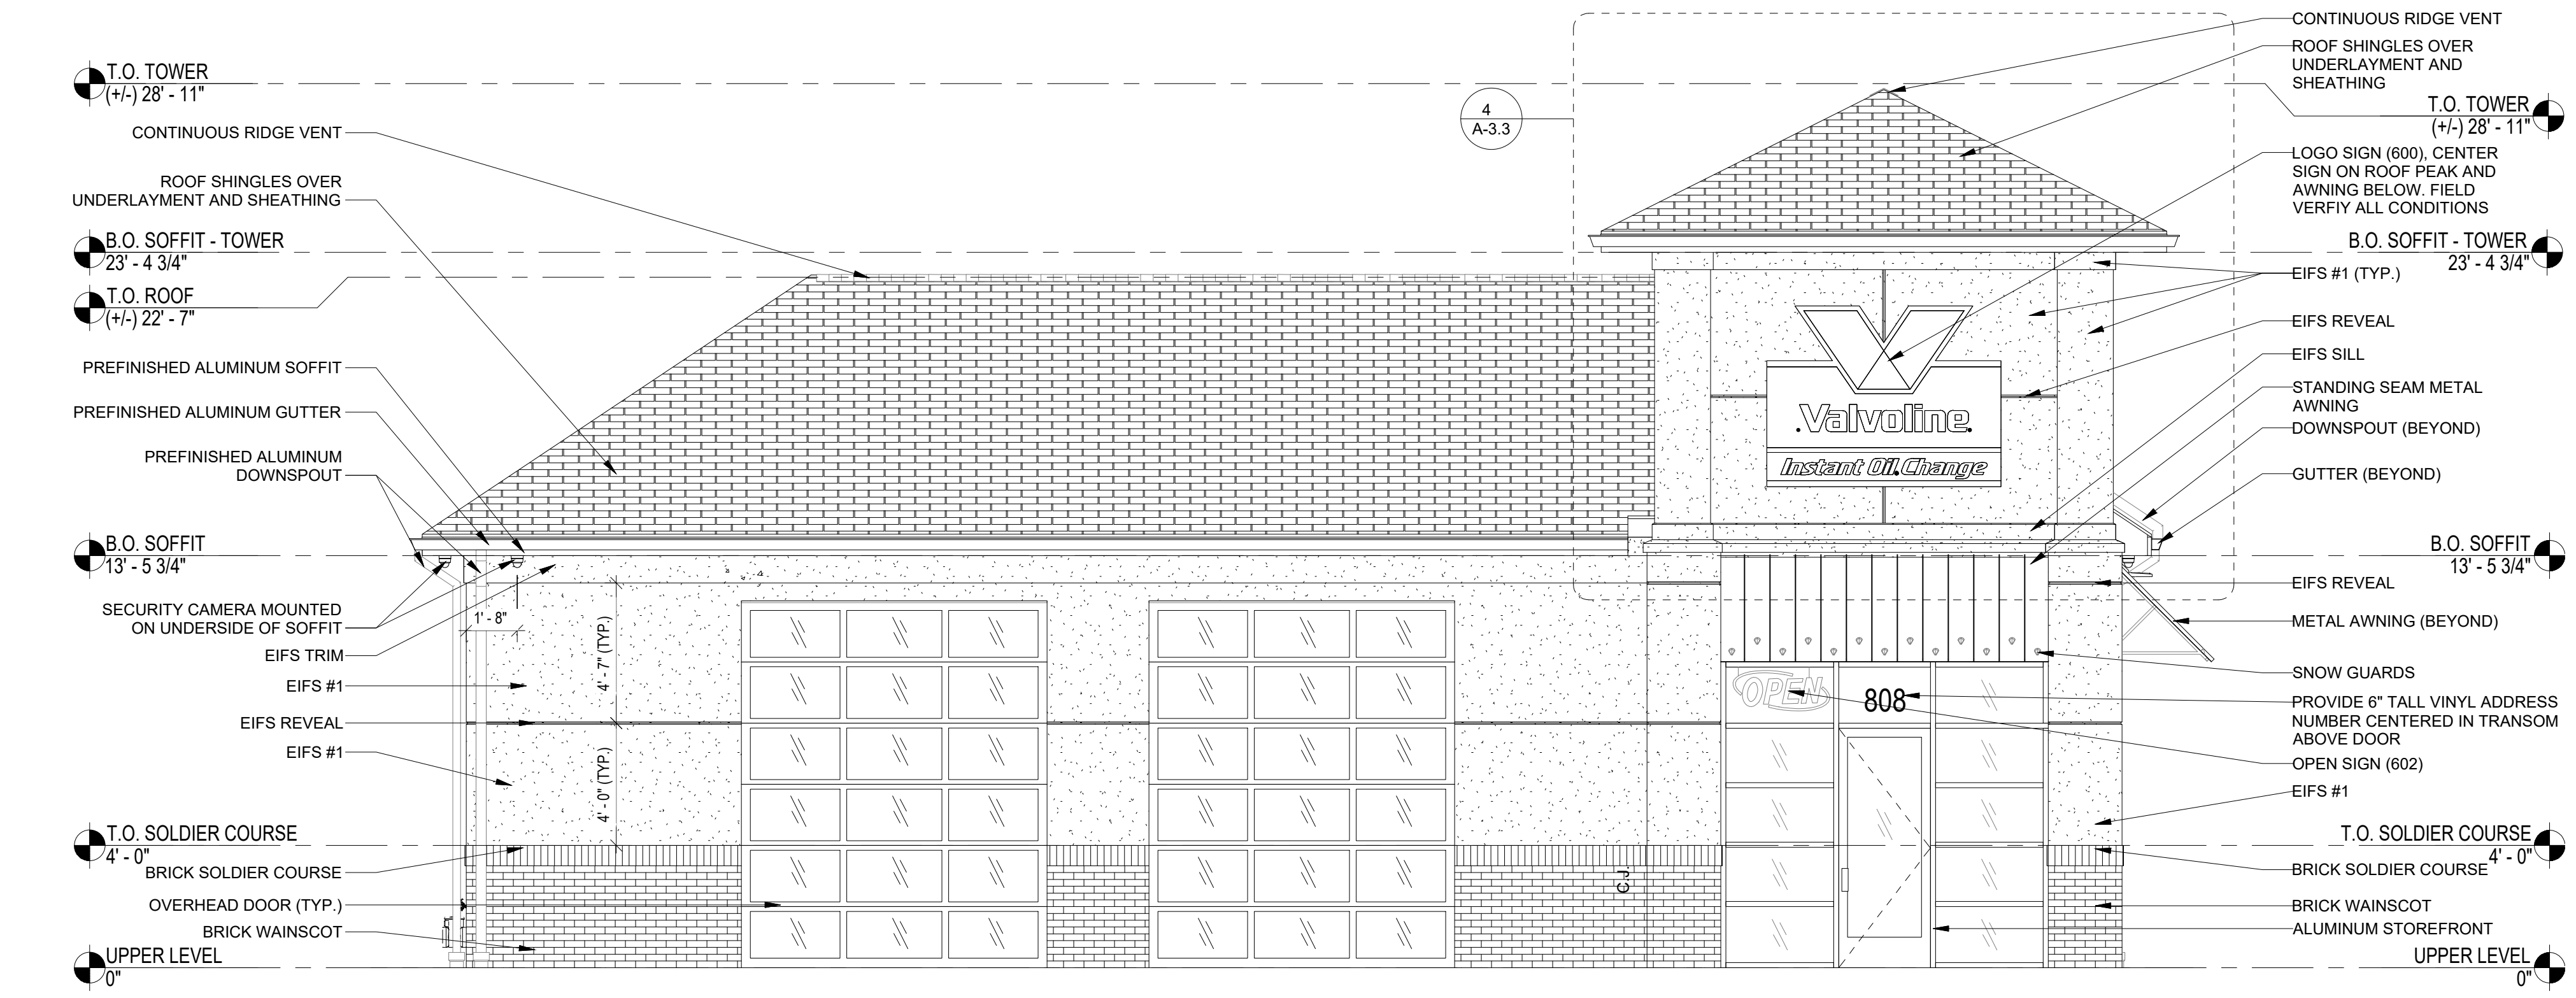 T.O. TOWER
(+/-) 28' - 11"
CONTINUOUS RIDGE VENT
ROOF SHINGLES OVER
UNDERLAYMENT AND SHEATHING
B.O. SOFFIT - TOWER
23' - 4 3/4"
T.O. ROOF
(+/-) 22' - 7"
PREFINISHED ALUMINUM SOFFIT
PREFINISHED ALUMINUM GUTTER
PREFINISHED ALUMINUM
DOWNSPOUT
B.O. SOFFIT
13' - 5 3/4"
SECURITY CAMERA MOUNTED
ON UNDERSIDE OF SOFFIT
EIFS TRIM
EIFS #1
EIFS REVEAL
EIFS #1
T.O. SOLDIER COURSE
4' - 0"
BRICK SOLDIER COURSE
OVERHEAD DOOR (TYP.)
BRICK WAINSCOT
UPPER LEVEL
0"
1' - 8"
4' - 7" (TYP.)
4' - 0" (TYP.)
4
A-3.3
Valvoline
Instant Oil Change
OPEN
808
C.J.
CONTINUOUS RIDGE VENT
ROOF SHINGLES OVER
UNDERLAYMENT AND
SHEATHING
T.O. TOWER
(+/-) 28' - 11"
LOGO SIGN (600), CENTER
SIGN ON ROOF PEAK AND
AWNING BELOW. FIELD
VERFIY ALL CONDITIONS
B.O. SOFFIT - TOWER
23' - 4 3/4"
EIFS #1 (TYP.)
EIFS REVEAL
EIFS SILL
STANDING SEAM METAL
AWNING
DOWNSPOUT (BEYOND)
GUTTER (BEYOND)
B.O. SOFFIT
13' - 5 3/4"
EIFS REVEAL
METAL AWNING (BEYOND)
SNOW GUARDS
PROVIDE 6" TALL VINYL ADDRESS
NUMBER CENTERED IN TRANSOM
ABOVE DOOR
OPEN SIGN (602)
EIFS #1
T.O. SOLDIER COURSE
4' - 0"
BRICK SOLDIER COURSE
BRICK WAINSCOT
ALUMINUM STOREFRONT
UPPER LEVEL
0"